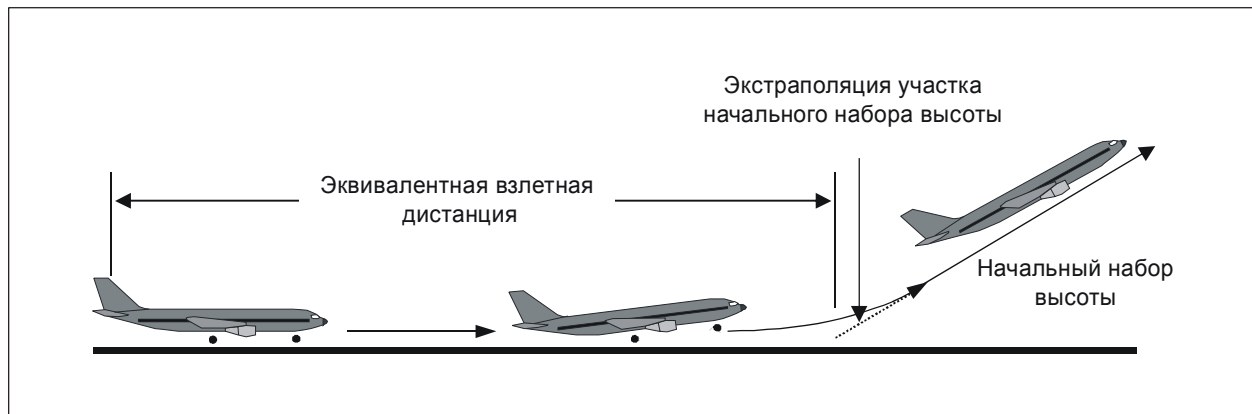 Экстраполяция участка
начального набора высоты
Эквивалентная взлетная
дистанция
Начальный набор
высоты